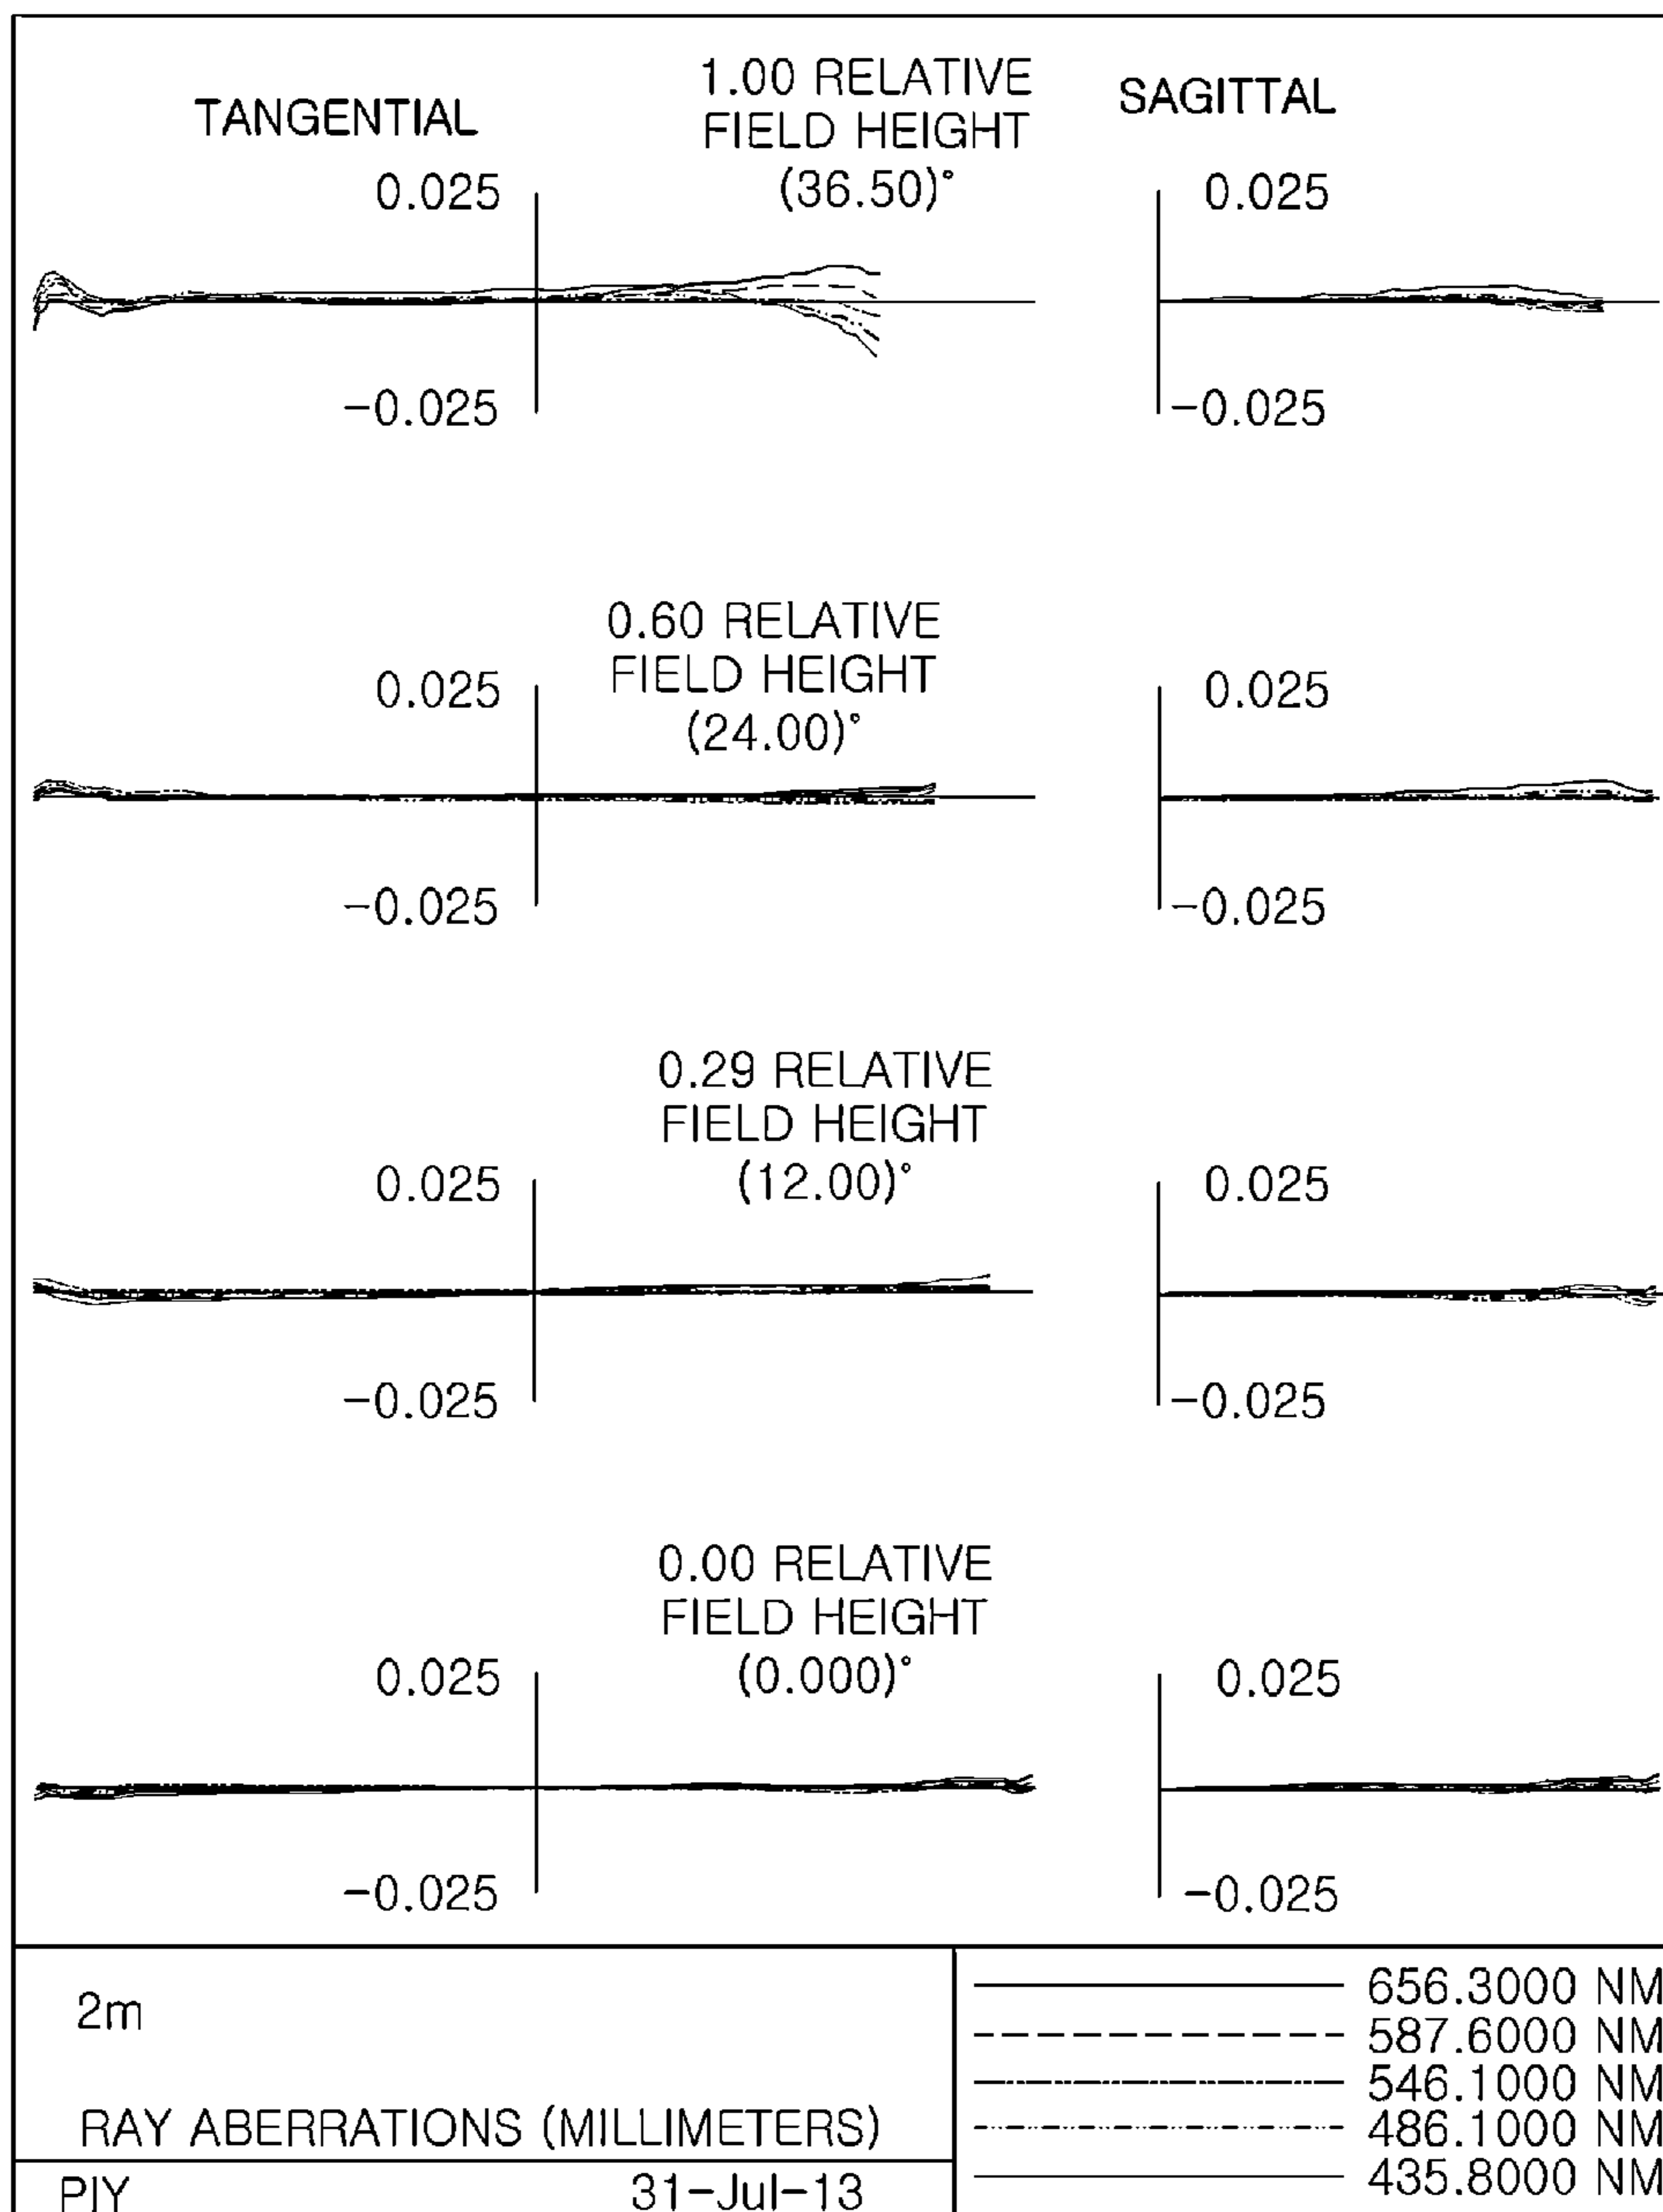 TANGENTIAL
1.00 RELATIVE
FIELD HEIGHT
(36.50)°
SAGITTAL
0.025
0.025
-0.025
-0.025
0.60 RELATIVE
FIELD HEIGHT
(24.00)°
0.025
0.025
-0.025
-0.025
0.29 RELATIVE
FIELD HEIGHT
(12.00)°
0.025
0.025
-0.025
-0.025
0.00 RELATIVE
FIELD HEIGHT
(0.000)°
0.025
0.025
-0.025
-0.025
2m
RAY ABERRATIONS (MILLIMETERS)
PJY
31-Jul-13
656.3000 NM
587.6000 NM
546.1000 NM
486.1000 NM
435.8000 NM